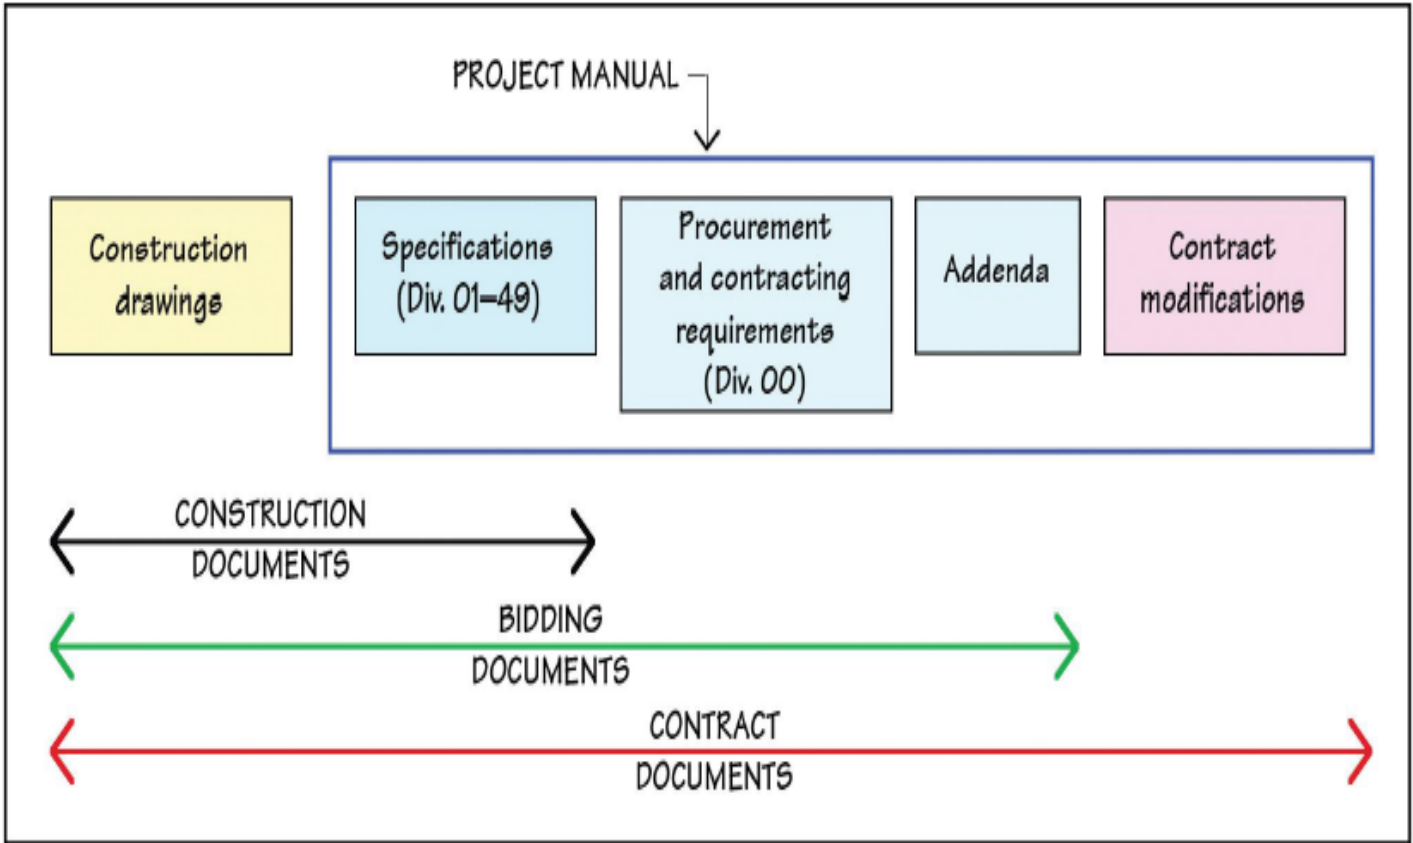 PROJECT MANUAL
Construction
drawings
Specifications
(Div. 01–49)
Procurement
and contracting
requirements
(Div. 00)
Addenda
Contract
modifications
CONSTRUCTION
DOCUMENTS
BIDDING
DOCUMENTS
CONTRACT
DOCUMENTS